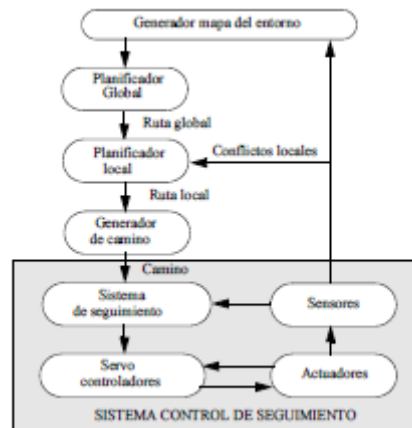 Generador mapa del entorno
Planificador
Global
Ruta global
Planificador
local
Conflictos locales
Ruta local
Generador
de camino
Camino
Sistema
de seguimiento
Sensores
Servo
controladores
Actuadores
SISTEMA CONTROL DE SEGUIMIENTO